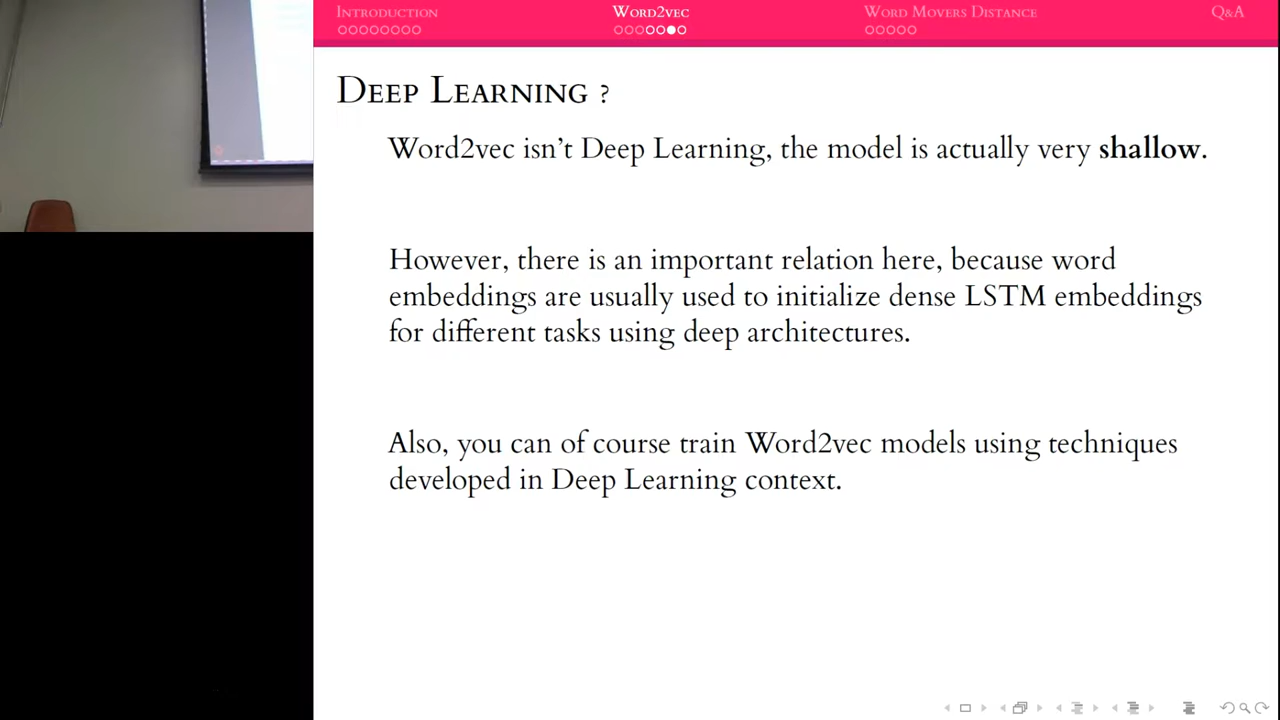 Introduction
Word2vec
Word Movers Distance
Q&A
Deep Learning ?
Word2vec isn't Deep Learning, the model is actually very shallow.
However, there is an important relation here, because word
embeddings are usually used to initialize dense LSTM embeddings
for different tasks using deep architectures.
Also, you can of course train Word2vec models using techniques
developed in Deep Learning context.